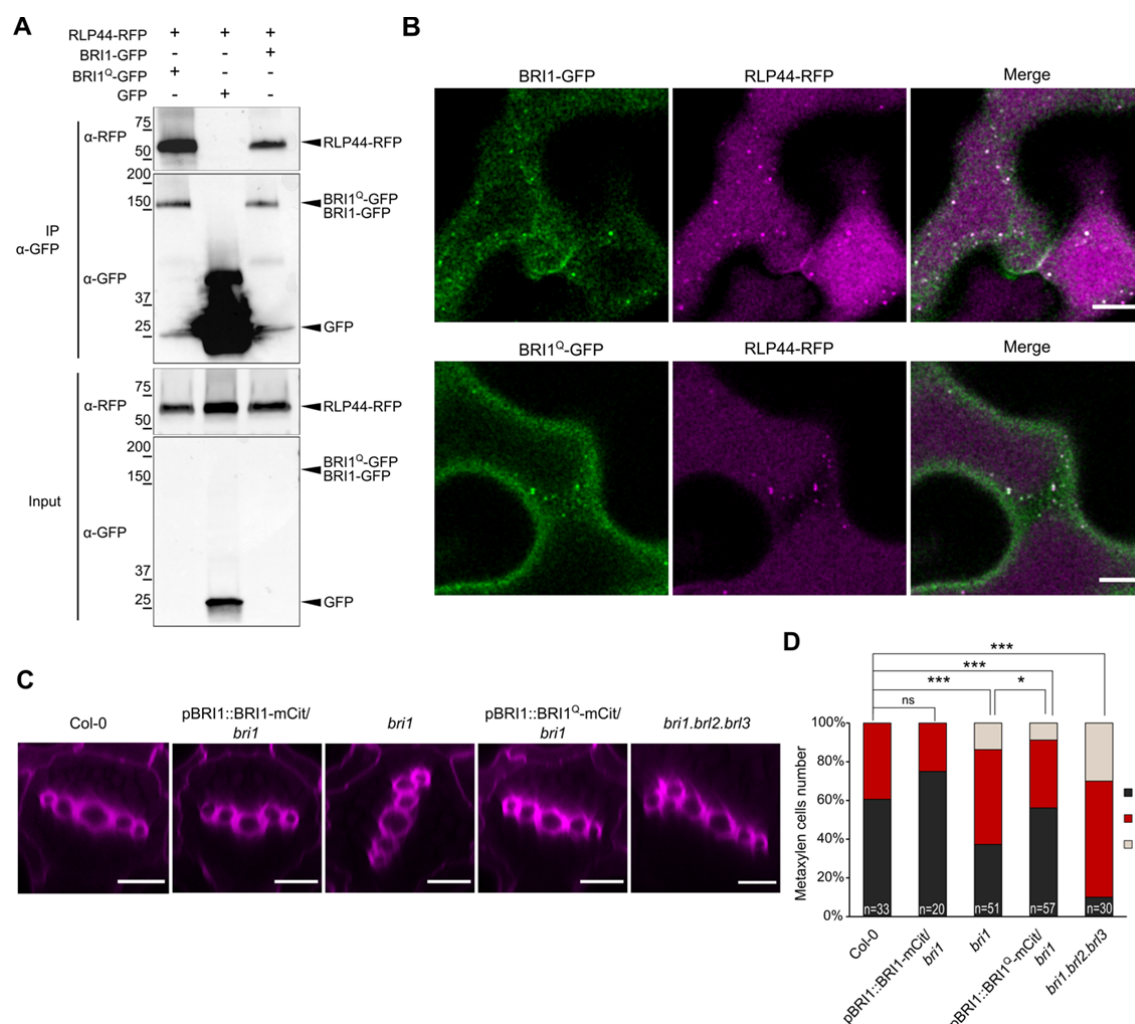 A
RLP44-RFP + + +
BRI1-GFP - - +
BRI1Q-GFP + - -
GFP - + -
IP
α-GFP
α-RFP
75
50
RLP44-RFP
200
150
BRI1Q-GFP
BRI1-GFP
α-GFP
37
25
GFP
Input
α-RFP
75
50
RLP44-RFP
200
150
BRI1Q-GFP
BRI1-GFP
α-GFP
37
25
GFP
B
BRI1-GFP RLP44-RFP Merge
BRI1Q-GFP RLP44-RFP Merge
C
Col-0
pBRI1::BRI1-mCit/
bri1
bri1
pBRI1::BRI1Q-mCit/
bri1
bri1.brl2.brl3
D
***
***
*** *
ns
Metaxylen cells number
100%
80%
60%
40%
20%
0%
n=33 n=20 n=51 n=57 n=30
Col-0
pBRI1::BRI1-mCit/
bri1
bri1
pBRI1::BRI1Q-mCit/
bri1
bri1.brl2.brl3